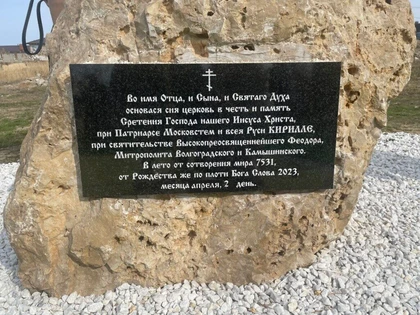 Во имя Отца, и Сына, и Святаго Духа
основася сия церковь в честь и память
Сретения Господа нашего Иисуса Христа,
при Патриарсе Московстем и всея Руси КИРИЛЛЕ,
при святительстве Высокопреосвященнейшего Феодора,
Митрополита Волгоградского и Камышинского.
В лето от сотворения мира 7531,
от Рождества же по плоти Бога Слова 2023,
месяца апреля, 2 день.